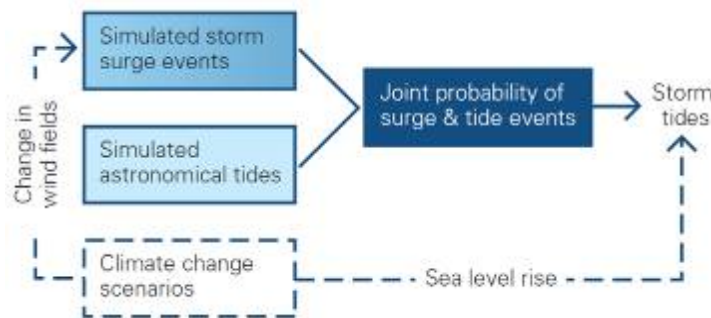 Simulated storm
surge events
Joint probability of
surge & tide events
Storm
tides
Change in
wind fields
Simulated
astronomical tides
Climate change
scenarios
Sea level rise